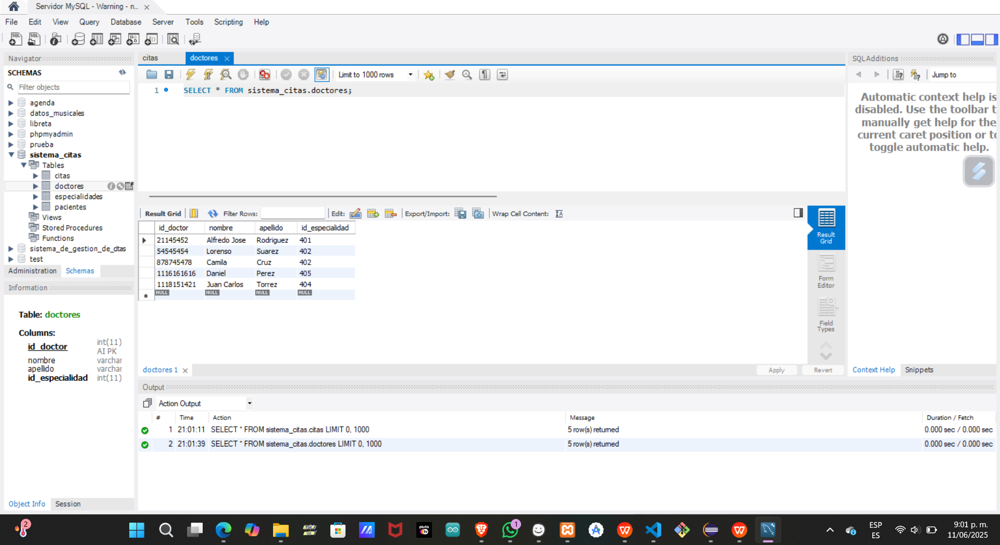 Servidor MySQL - Warning - n...
File Edit View Query Database Server Tools Scripting Help
Navigator
SCHEMAS
Filter objects
agenda
datos_musicales
libreta
phpmyadmin
prueba
sistema_citas
Tables
citas
doctores
especialidades
pacientes
Views
Stored Procedures
Functions
sistema_de_gestion_de_citas
test
Administration Schemas
Information
Table: doctores
Columns:
id_doctor int(11) AI PK
nombre varchar
apellido varchar
id_especialidad int(11)
Object Info Session
citas doctores
Limit to 1000 rows
1 SELECT * FROM sistema_citas.doctores;
Result Grid Filter Rows: Edit: Export/Import: Wrap Cell Content:
id_doctor nombre apellido id_especialidad
21145452 Alfredo Jose Rodriguez 401
54545454 Lorenso Suarez 402
878745478 Camila Cruz 402
1116161616 Daniel Perez 405
1118151421 Juan Carlos Torrez 404
NULL NULL NULL NULL
Result Grid
Form Editor
Field Types
doctores 1 Apply Revert
SQLAdditions
Jump to
Automatic context help is
disabled. Use the toolbar t
manually get help for the
current caret position or to
toggle automatic help.
Context Help Snippets
Output
Action Output
# Time Action Message Duration / Fetch
1 21:01:11 SELECT * FROM sistema_citas.citas LIMIT 0, 1000 5 row(s) returned 0.000 sec / 0.000 sec
2 21:01:39 SELECT * FROM sistema_citas.doctores LIMIT 0, 1000 5 row(s) returned 0.000 sec / 0.000 sec
2
pluto tv
1
ESP
ES
9:01 p. m.
11/06/2025